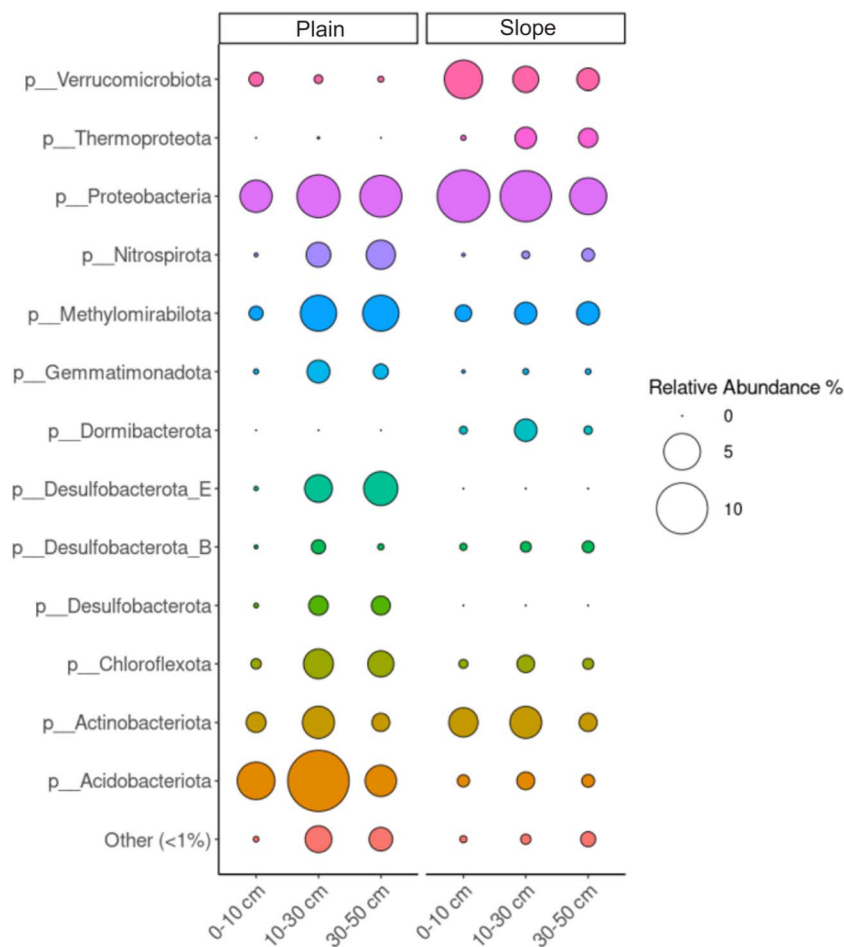 Plain Slope
p__Verrucomicrobiota
p__Thermoproteota
p__Proteobacteria
p__Nitrospirota
p__Methylomirabilota
p__Gemmatimonadota
p__Dormibacterota
p__Desulfobacterota_E
p__Desulfobacterota_B
p__Desulfobacterota
p__Chloroflexota
p__Actinobacteriota
p__Acidobacteriota
Other (<1%)
0-10 cm 10-30 cm 30-50 cm 0-10 cm 10-30 cm 30-50 cm
Relative Abundance %
0
5
10